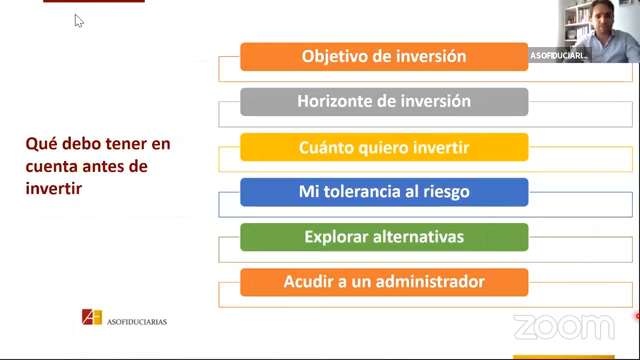 Objetivo de inversión
ASOFIDUCIARI...
Horizonte de inversión
Qué debo tener en
cuenta antes de
invertir
Cuánto quiero invertir
Mi tolerancia al riesgo
Explorar alternativas
Acudir a un administrador
ASOFIDUCIARIAS
zoom